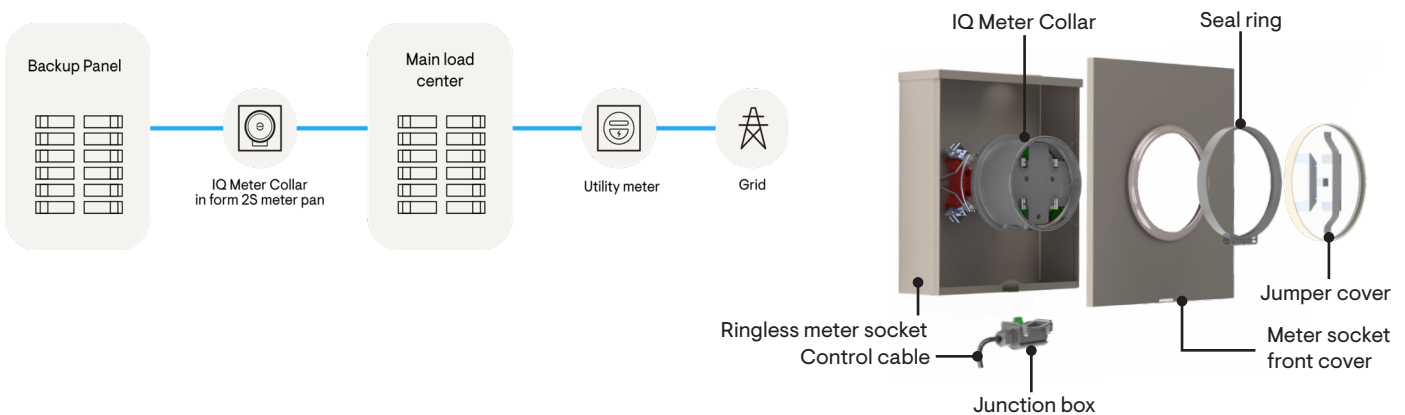 Backup Panel
IQ Meter Collar
in form 2S meter pan
Main load
center
Utility meter
Grid
IQ Meter Collar
Seal ring
Jumper cover
Ringless meter socket
Control cable
Meter socket
front cover
Junction box